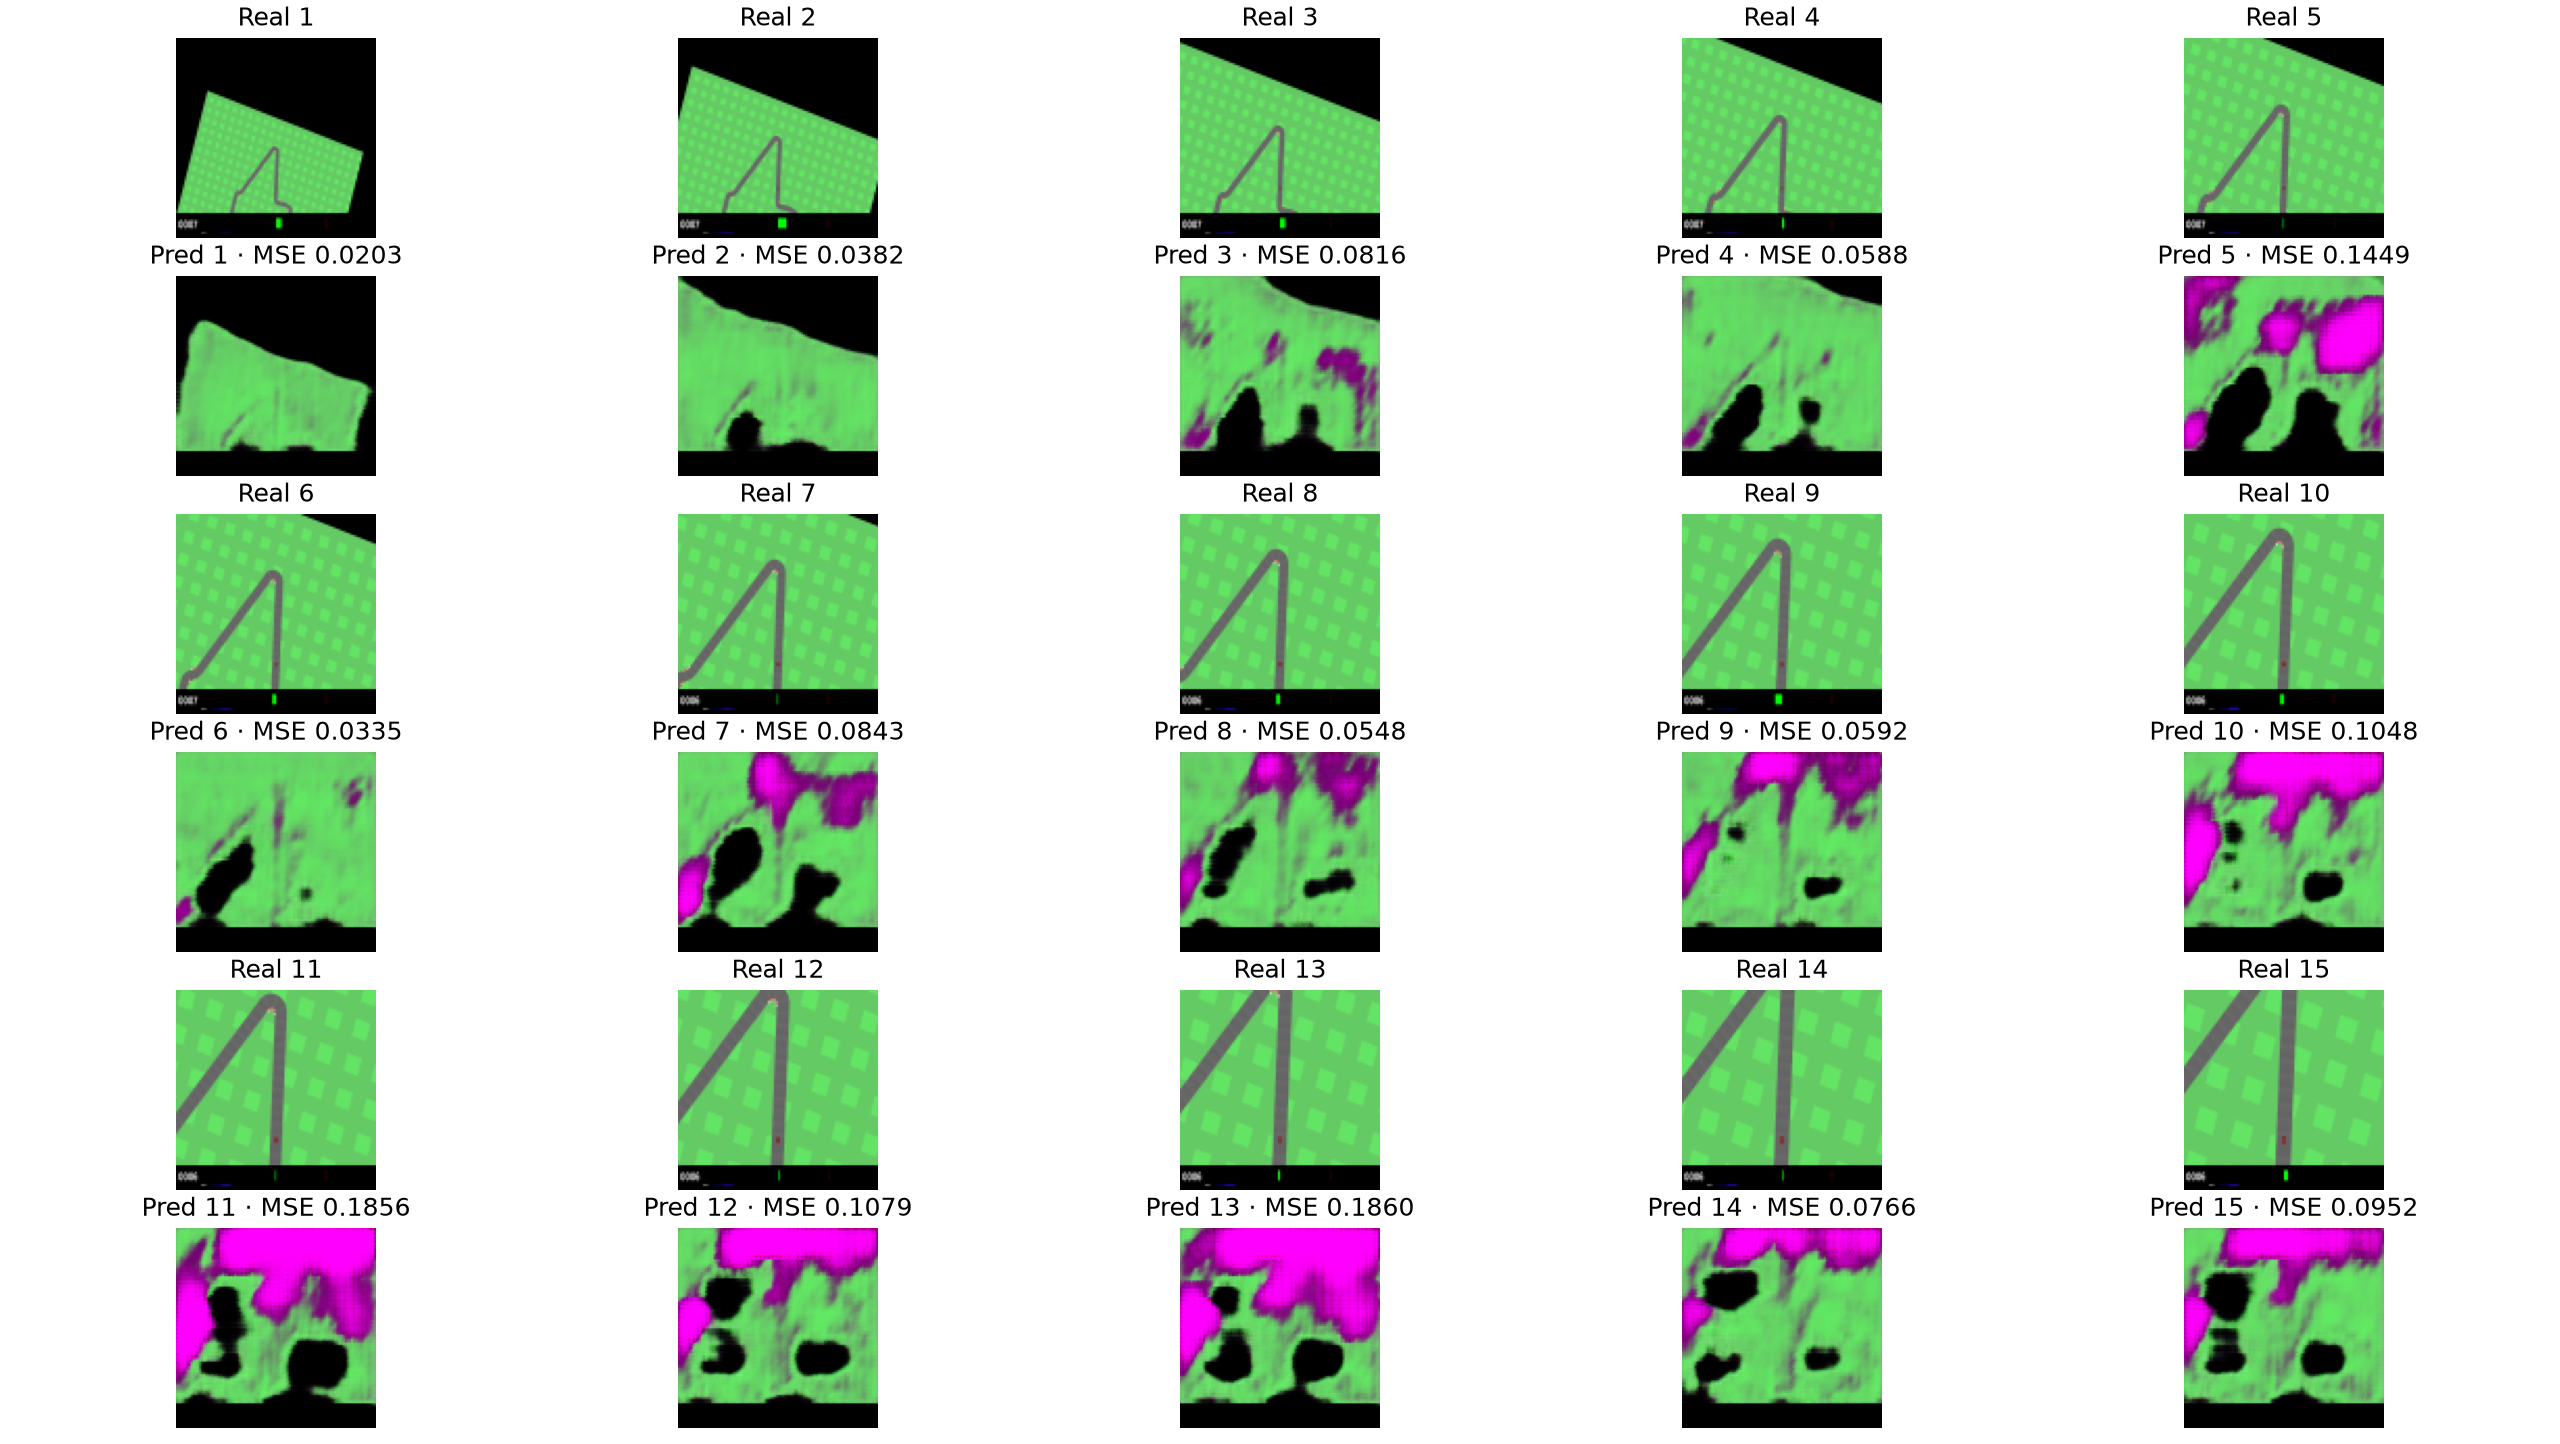 Real 1
Real 2
Real 3
Real 4
Real 5
Pred 1 · MSE 0.0203
Pred 2 · MSE 0.0382
Pred 3 · MSE 0.0816
Pred 4 · MSE 0.0588
Pred 5 · MSE 0.1449
Real 6
Real 7
Real 8
Real 9
Real 10
Pred 6 · MSE 0.0335
Pred 7 · MSE 0.0843
Pred 8 · MSE 0.0548
Pred 9 · MSE 0.0592
Pred 10 · MSE 0.1048
Real 11
Real 12
Real 13
Real 14
Real 15
Pred 11 · MSE 0.1856
Pred 12 · MSE 0.1079
Pred 13 · MSE 0.1860
Pred 14 · MSE 0.0766
Pred 15 · MSE 0.0952